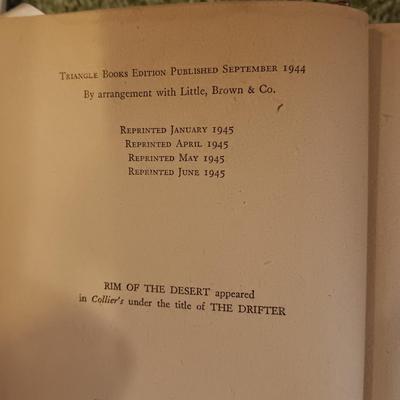 Triangle Books Edition Published September 1944
By arrangement with Little, Brown & Co.
Reprinted January 1945
Reprinted April 1945
Reprinted May 1945
Reprinted June 1945
RIM OF THE DESERT appeared
in Collier's under the title of THE DRIFTER